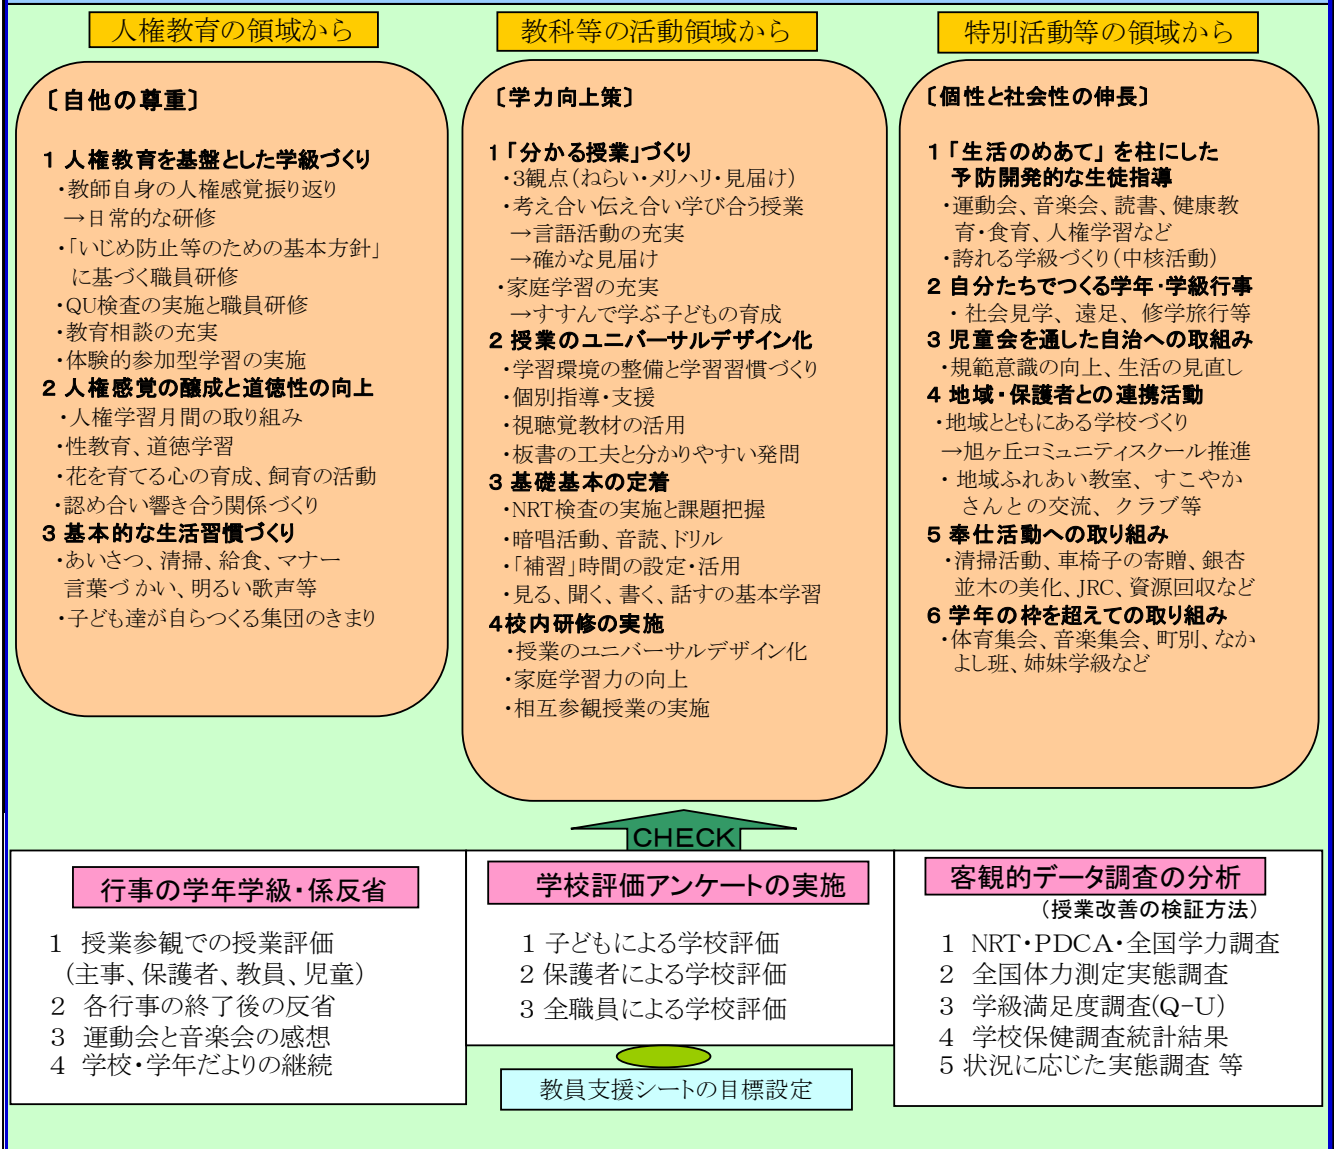 人権教育の領域から
〔自他の尊重〕
1 人権教育を基盤とした学級づくり
・教師自身の人権感覚振り返り
→日常的な研修
・「いじめ防止等のための基本方針」
に基づく職員研修
・QU検査の実施と職員研修
・教育相談の充実
・体験的参加型学習の実施
2 人権感覚の醸成と道徳性の向上
・人権学習月間の取り組み
・性教育、道徳学習
・花を育てる心の育成、飼育の活動
・認め合い響き合う関係づくり
3 基本的な生活習慣づくり
・あいさつ、清掃、給食、マナー
言葉づかい、明るい歌声等
・子ども達が自らつくる集団のきまり
教科等の活動領域から
〔学力向上策〕
1「分かる授業」づくり
・3観点（ねらい・メリハリ・見届け）
・考え合い伝え合い学び合う授業
→言語活動の充実
→確かな見届け
・家庭学習の充実
→すすんで学ぶ子どもの育成
2 授業のユニバーサルデザイン化
・学習環境の整備と学習習慣づくり
・個別指導・支援
・視聴覚教材の活用
・板書の工夫と分かりやすい発問
3 基礎基本の定着
・NRT検査の実施と課題把握
・暗唱活動、音読、ドリル
・「補習」時間の設定・活用
・見る、聞く、書く、話すの基本学習
4校内研修の実施
・授業のユニバーサルデザイン化
・家庭学習力の向上
・相互参観授業の実施
特別活動等の領域から
〔個性と社会性の伸長〕
1「生活のめあて」を柱にした
予防開発的な生徒指導
・運動会、音楽会、読書、健康教
育・食育、人権学習など
・誇れる学級づくり（中核活動）
2 自分たちでつくる学年・学級行事
・社会見学、遠足、修学旅行等
3 児童会を通した自治への取組み
・規範意識の向上、生活の見直し
4 地域・保護者との連携活動
・地域とともにある学校づくり
→旭ヶ丘コミュニティスクール推進
・地域ふれあい教室、すこやか
さんとの交流、クラブ等
5 奉仕活動への取り組み
・清掃活動、車椅子の寄贈、銀杏
並木の美化、JRC、資源回収など
6 学年の枠を超えての取り組み
・体育集会、音楽集会、町別、なか
よし班、姉妹学級など
CHECK
行事の学年学級・係反省
1 授業参観での授業評価
（主事、保護者、教員、児童）
2 各行事の終了後の反省
3 運動会と音楽会の感想
4 学校・学年だよりの継続
学校評価アンケートの実施
1 子どもによる学校評価
2 保護者による学校評価
3 全職員による学校評価
教員支援シートの目標設定
客観的データ調査の分析
（授業改善の検証方法）
1 NRT・PDCA・全国学力調査
2 全国体力測定実態調査
3 学級満足度調査(Q-U)
4 学校保健調査統計結果
5 状況に応じた実態調査 等